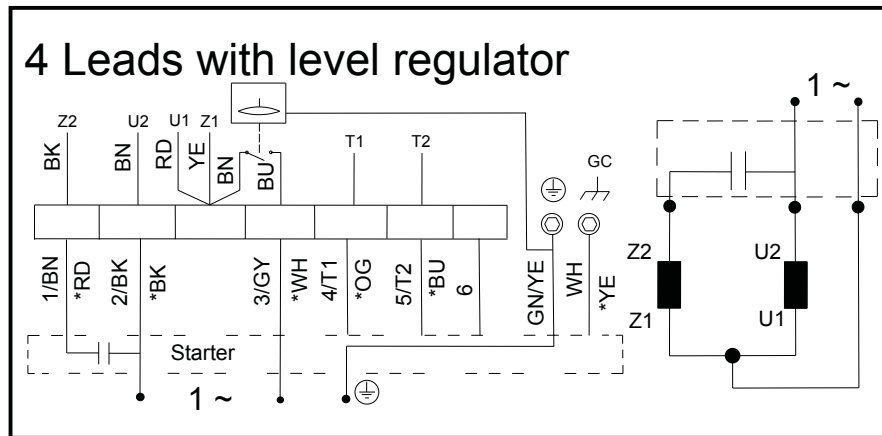 4 Leads with level regulator
1 ~
Z2 U2 U1 Z1 T1 T2
BK BN RD YE BN BU GC
Z2 U2
1/BN *RD 2/BK *BK 3/GY *WH 4/T1 *OG 5/T2 *BU 6 GN/YE WH *YE
Z1 U1
Starter
1 ~